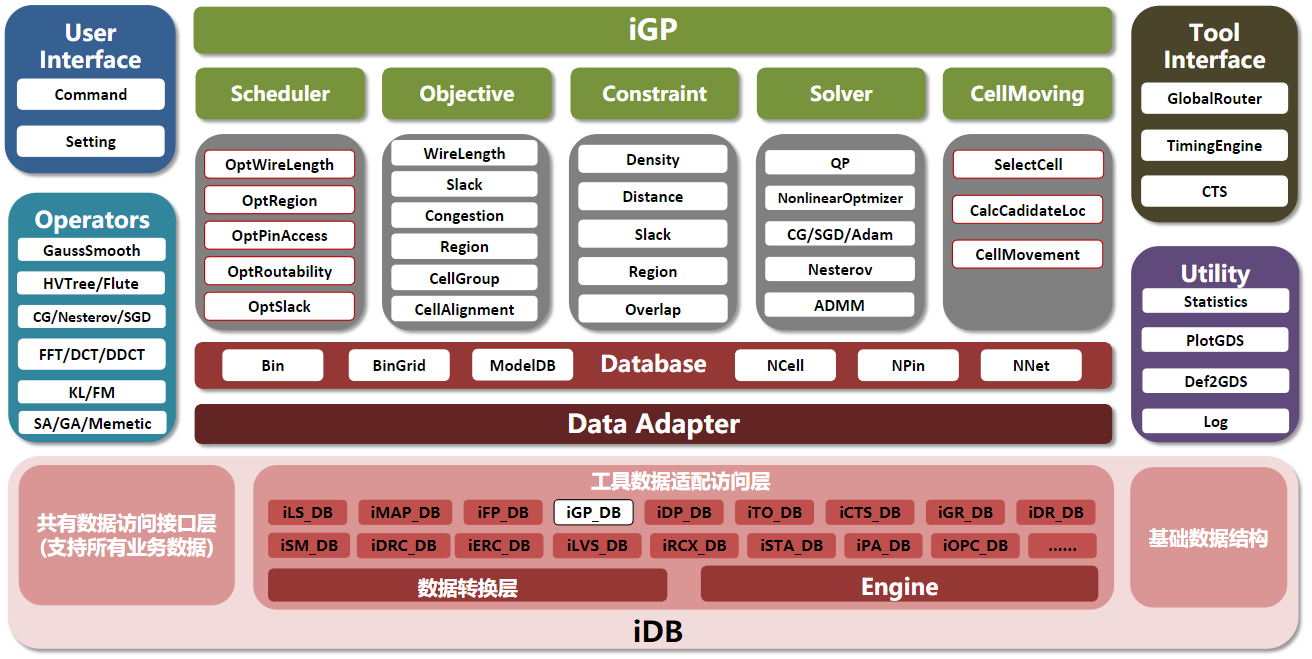 User
Interface
Command
Setting
Operators
GaussSmooth
HVTree/Flute
CG/Nesterov/SGD
FFT/DCT/DDCT
KL/FM
SA/GA/Memetic
iGP
Scheduler
OptWireLength
OptRegion
OptPinAccess
OptRoutability
OptSlack
Objective
WireLength
Slack
Congestion
Region
CellGroup
CellAlignment
Constraint
Density
Distance
Slack
Region
Overlap
Solver
QP
NonlinearOptmizer
CG/SGD/Adam
Nesterov
ADMM
CellMoving
SelectCell
CalcCadidateLoc
CellMovement
Bin
BinGrid
ModelDB
Database
NCell
NPin
NNet
Data Adapter
Tool
Interface
GlobalRouter
TimingEngine
CTS
Utility
Statistics
PlotGDS
Def2GDS
Log
共有数据访问接口层
(支持所有业务数据)
工具数据适配访问层
iLS_DB
iMAP_DB
iFP_DB
iGP_DB
iDP_DB
iTO_DB
iCTS_DB
iGR_DB
iDR_DB
iSM_DB
iDRC_DB
iERC_DB
iLVS_DB
iRCX_DB
iSTA_DB
iPA_DB
iOPC_DB
......
数据转换层
Engine
基础数据结构
iDB